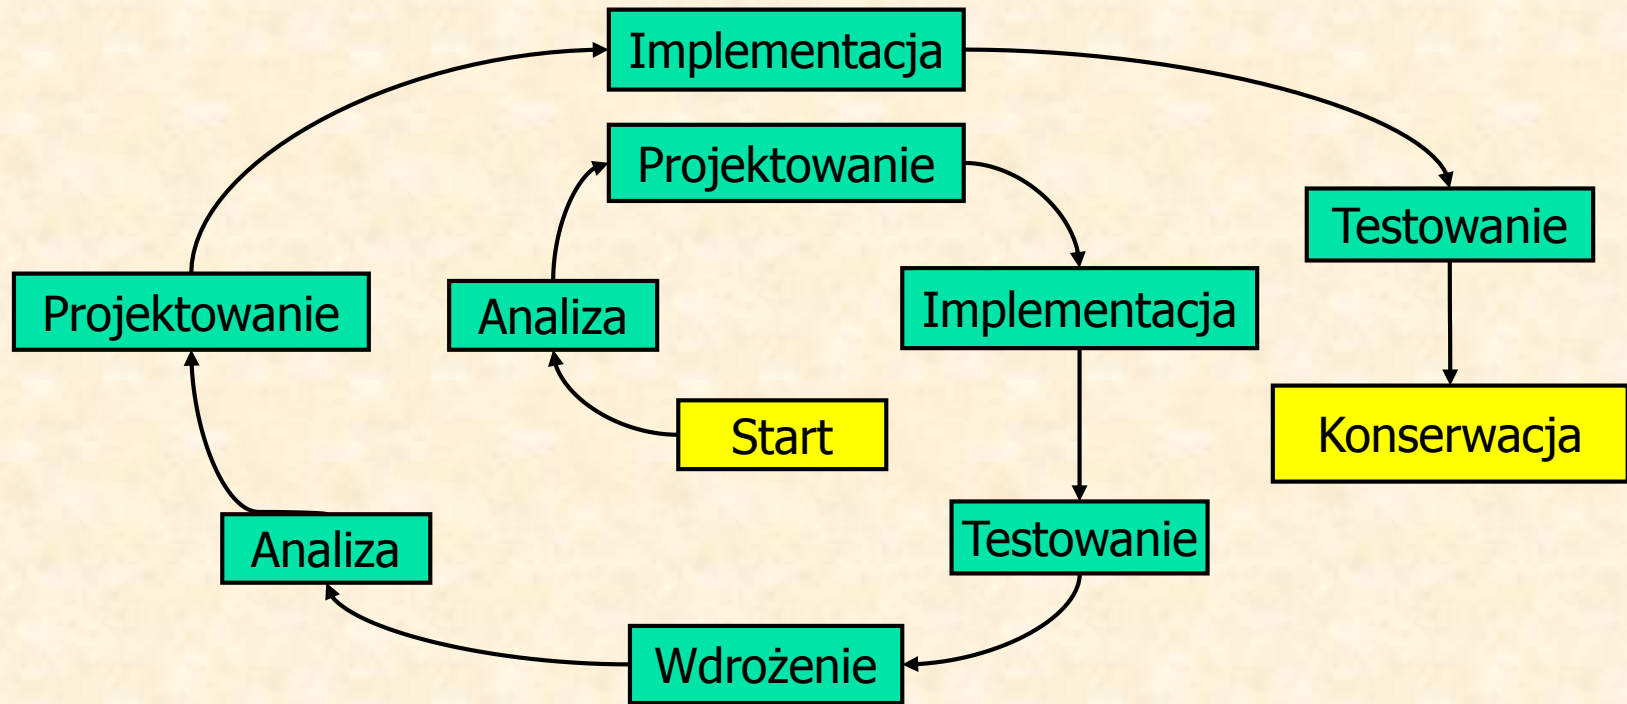 Implementacja
Projektowanie
Testowanie
Projektowanie
Analiza
Implementacja
Start
Konserwacja
Analiza
Testowanie
Wdrożenie